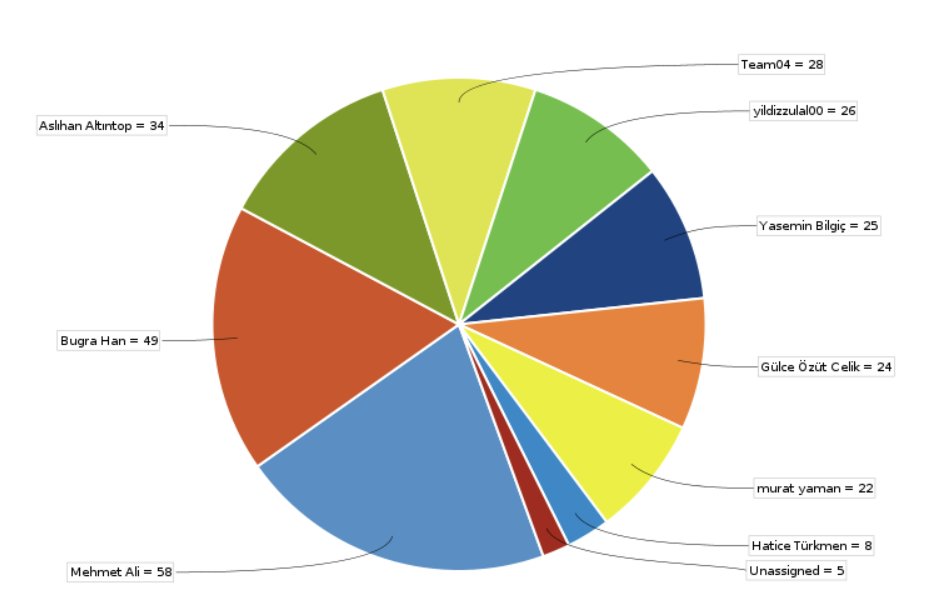 Team04 = 28
yildizzulal00 = 26
Aslıhan Altıntop = 34
Yasemin Bilgiç = 25
Bugra Han = 49
Gülce Özüt Celik = 24
murat yaman = 22
Hatice Türkmen = 8
Mehmet Ali = 58
Unassigned = 5